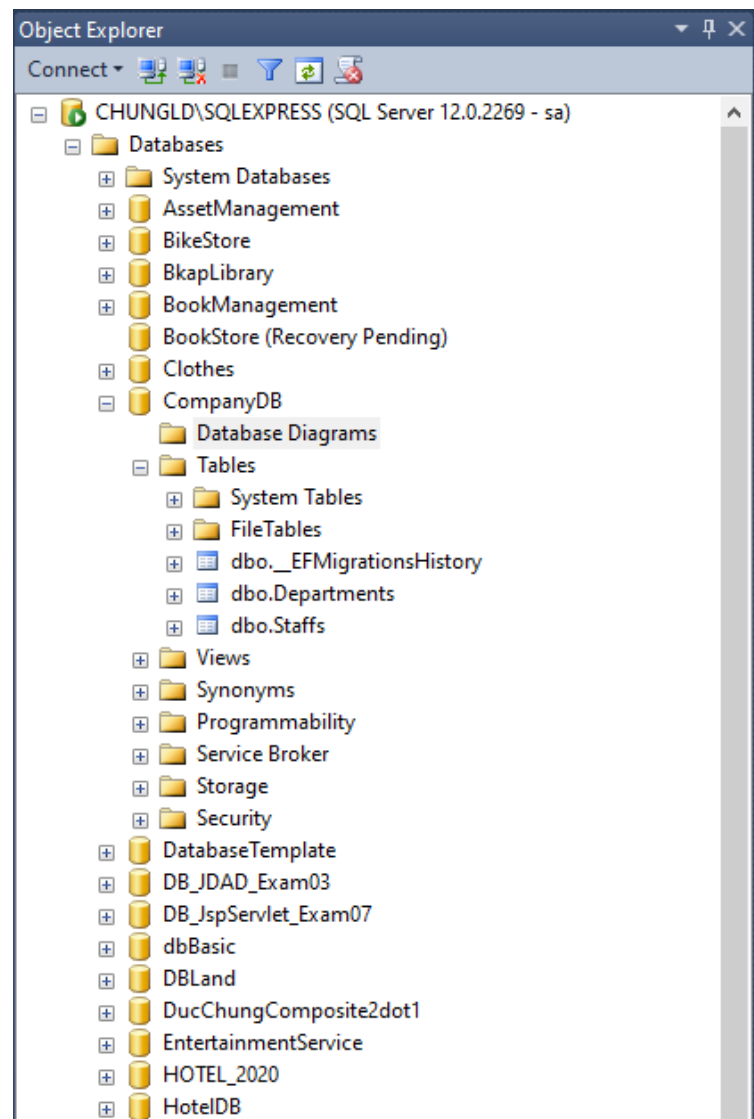 Object Explorer
Connect
CHUNGLD\SQLEXPRESS (SQL Server 12.0.2269 - sa)
Databases
System Databases
AssetManagement
BikeStore
BkapLibrary
BookManagement
BookStore (Recovery Pending)
Clothes
CompanyDB
Database Diagrams
Tables
System Tables
FileTables
dbo.__EFMigrationsHistory
dbo.Departments
dbo.Staffs
Views
Synonyms
Programmability
Service Broker
Storage
Security
DatabaseTemplate
DB_JDAD_Exam03
DB_JspServlet_Exam07
dbBasic
DBLand
DucChungComposite2dot1
EntertainmentService
HOTEL_2020
HotelDB